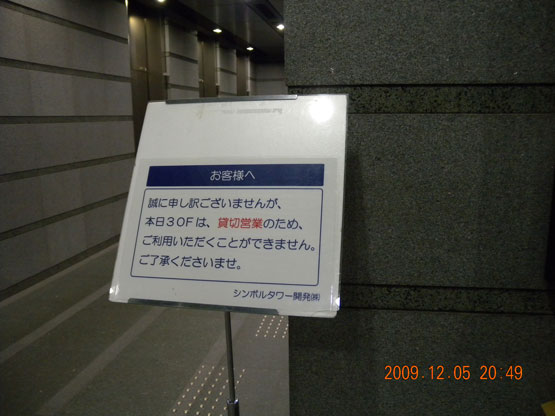 お客様へ
誠に申し訳ございませんが、
本日30Fは、貸切営業のため、
ご利用いただくことができません。
ご了承くださいませ。
シンボルタワー開発㈱
2009.12.05 20:49